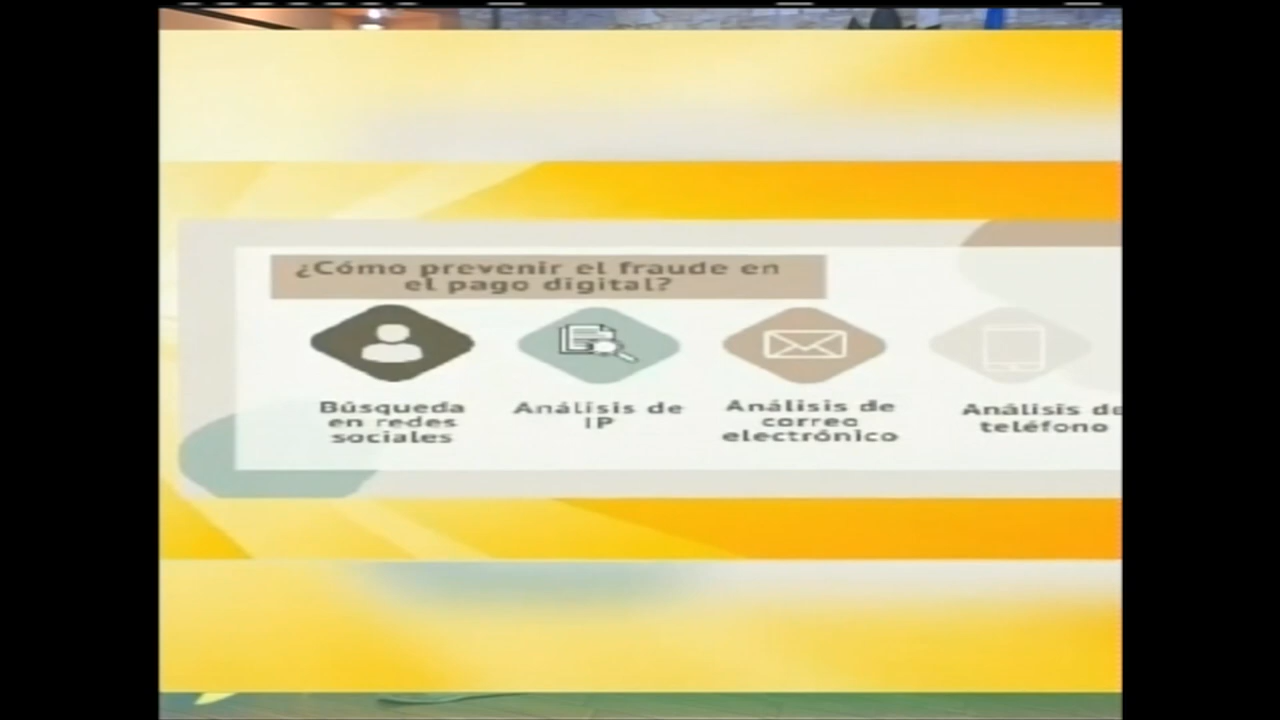 ¿Cómo prevenir el fraude en
el pago digital?
Búsqueda
en redes
sociales
Análisis de
IP
Análisis de
correo
electrónico
Análisis de
teléfono